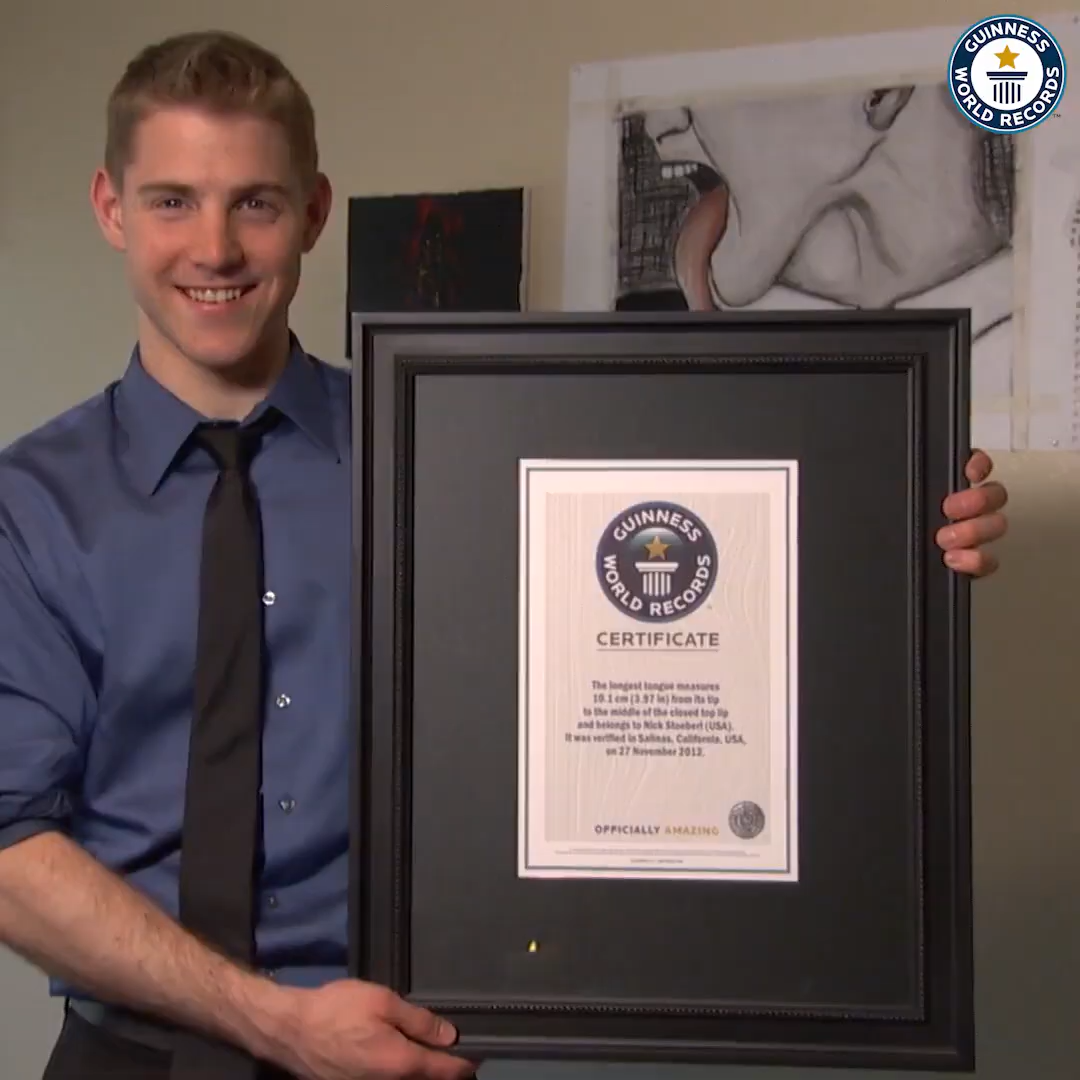 GUINNESS
WORLD RECORDS
TM
GUINNESS
WORLD RECORDS
CERTIFICATE
The longest tongue measures
10.1 cm (3.97 in) from its tip
to the middle of the closed top lip
and belongs to Nick Stoeberl (USA).
It was verified in Salinas, California, USA,
on 27 November 2012.
OFFICIALLY AMAZING